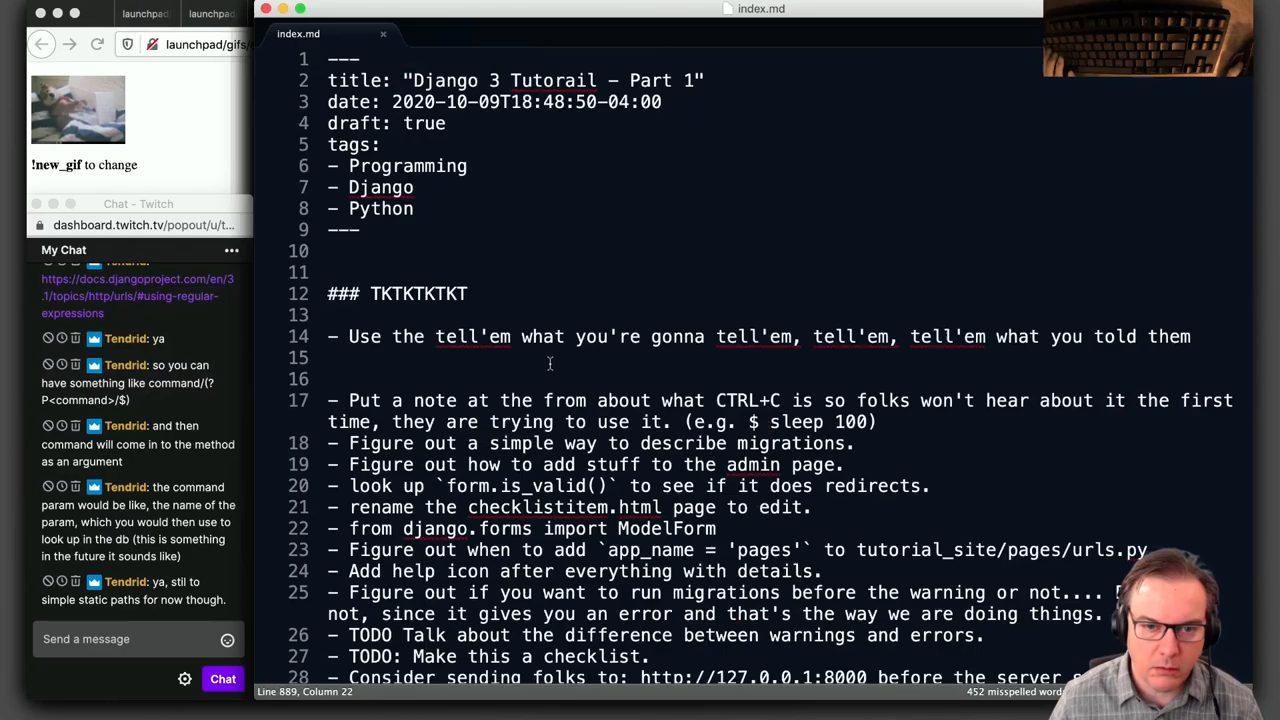 launchpad
launchpad
launchpad/gifs/
!new_gif to change
Chat - Twitch
dashboard.twitch.tv/popout/u/t...
My Chat
Tendrid:
https://docs.djangoproject.com/en/3
.1/topics/http/urls/#using-regular-
expressions
Tendrid: ya
Tendrid: so you can
have something like command/(?
P<command>/$)
Tendrid: and then
command will come in to the method
as an argument
Tendrid: the command
param would be like, the name of the
param, which you would then use to
look up in the db (this is something
in the future it sounds like)
Tendrid: ya, stil to
simple static paths for now though.
Send a message
Chat
index.md
index.md
1 ---
2 title: "Django 3 Tutorail - Part 1"
3 date: 2020-10-09T18:48:50-04:00
4 draft: true
5 tags:
6 - Programming
7 - Django
8 - Python
9 ---
10
11
12 ### TKTKTKTKT
13
14 - Use the tell'em what you're gonna tell'em, tell'em, tell'em what you told them
15
16
17 - Put a note at the from about what CTRL+C is so folks won't hear about it the first
time, they are trying to use it. (e.g. $ sleep 100)
18 - Figure out a simple way to describe migrations.
19 - Figure out how to add stuff to the admin page.
20 - look up `form.is_valid()` to see if it does redirects.
21 - rename the checklistitem.html page to edit.
22 - from django.forms import ModelForm
23 - Figure out when to add `app_name = 'pages'` to tutorial_site/pages/urls.py
24 - Add help icon after everything with details.
25 - Figure out if you want to run migrations before the warning or not....
not, since it gives you an error and that's the way we are doing things.
26 - TODO Talk about the difference between warnings and errors.
27 - TODO: Make this a checklist.
28 - Consider sending folks to: http://127.0.0.1:8000 before the server
Line 889, Column 22
452 misspelled